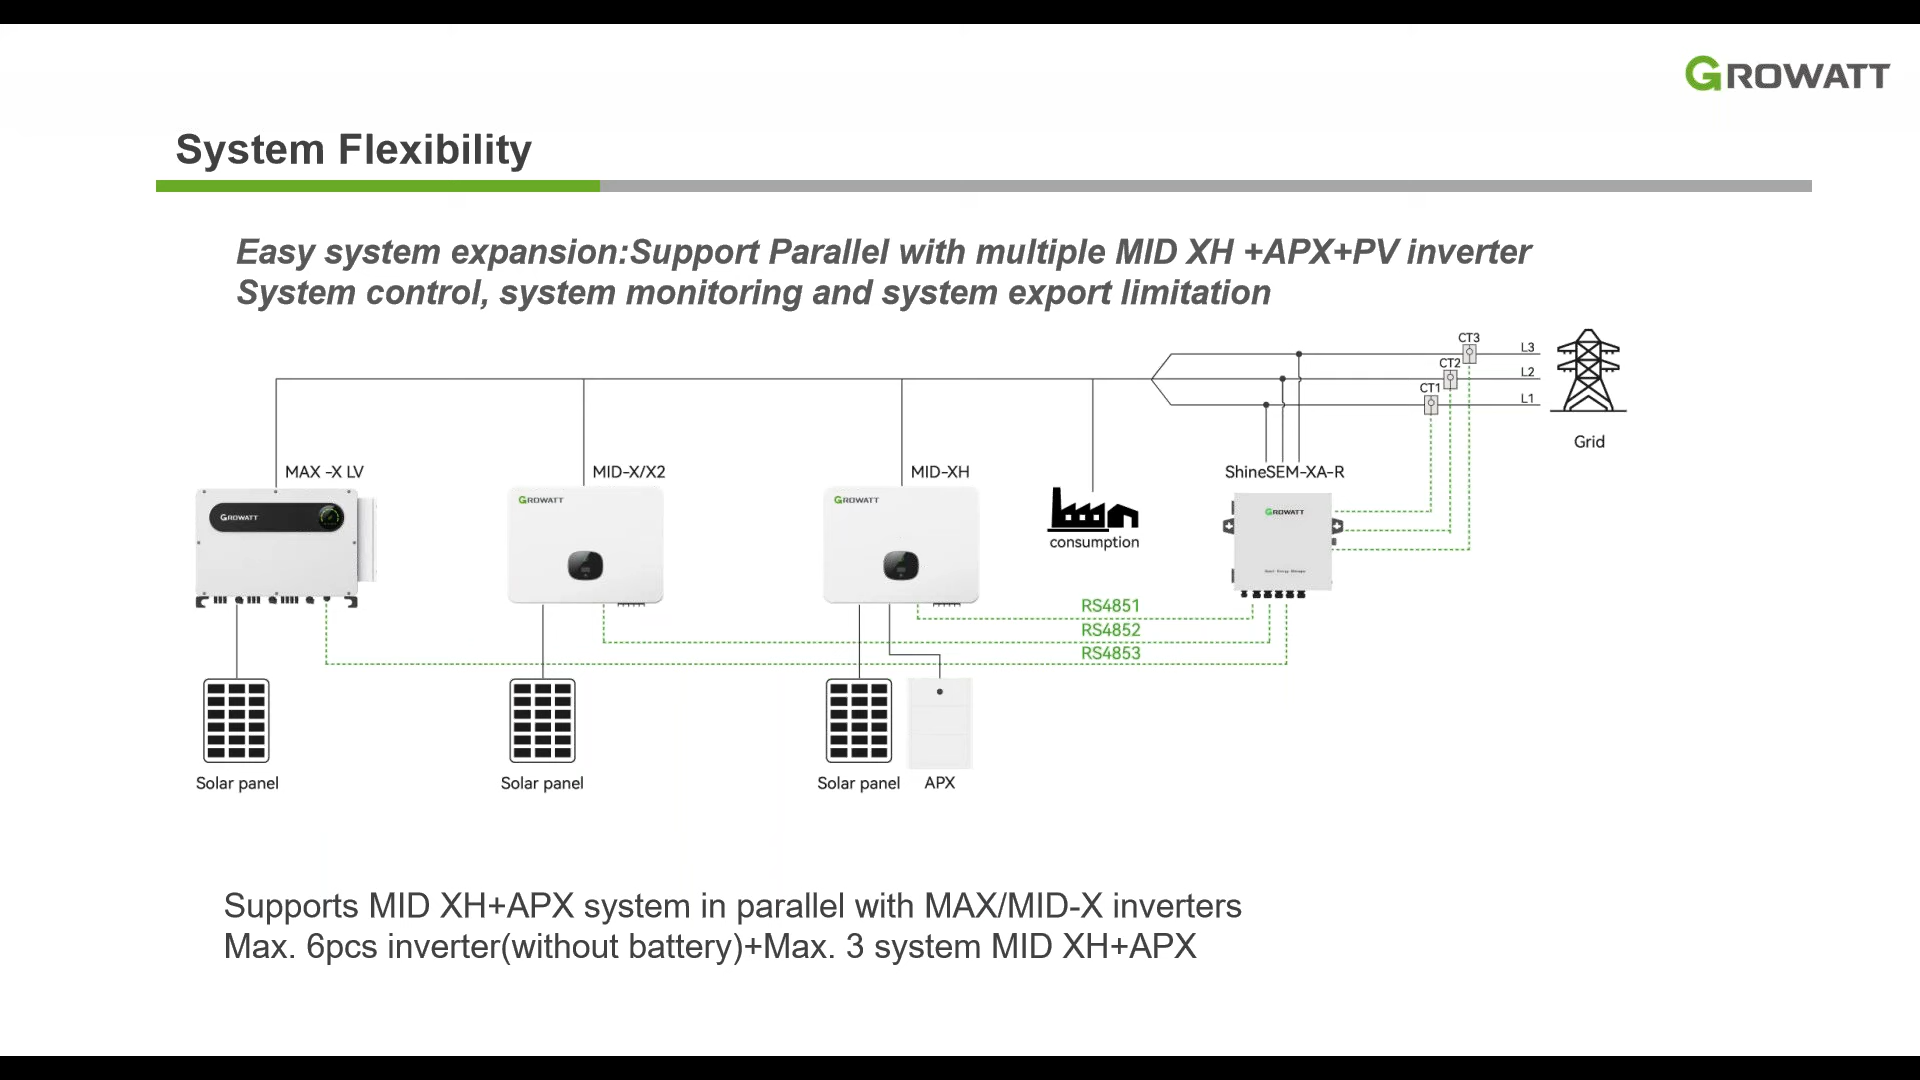 GROWATT
System Flexibility
Easy system expansion:Support Parallel with multiple MID XH +APX+PV inverter
System control, system monitoring and system export limitation
CT3
L3
CT2
L2
CT1
L1
Grid
MAX -X LV
MID-X/X2
MID-XH
ShineSEM-XA-R
GROWATT
GROWATT
GROWATT
GROWATT
consumption
Smart Energy Manager
RS4851
RS4852
RS4853
Solar panel
Solar panel
Solar panel
APX
Supports MID XH+APX system in parallel with MAX/MID-X inverters
Max. 6pcs inverter(without battery)+Max. 3 system MID XH+APX